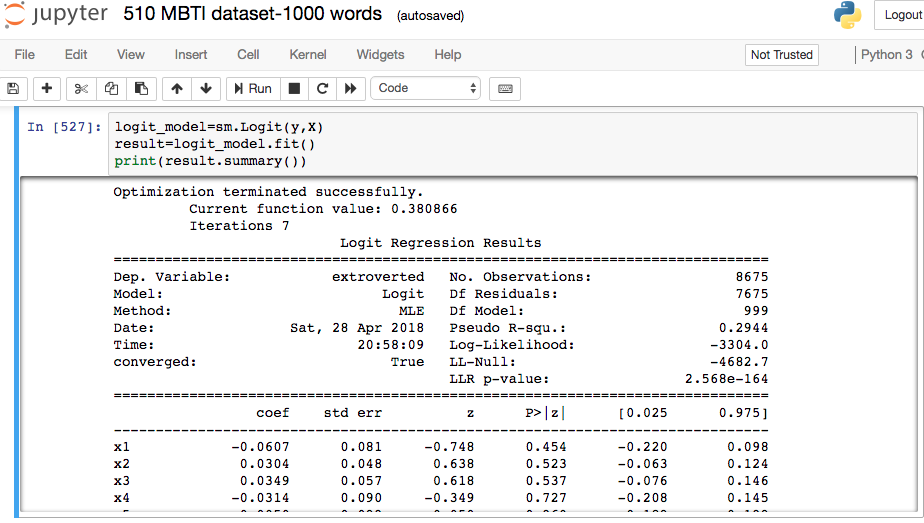 jupyter 510 MBTI dataset-1000 words (autosaved) Logout
File Edit View Insert Cell Kernel Widgets Help Not Trusted Python 3
Run Code
In [527]: logit_model=sm.Logit(y,X)
result=logit_model.fit()
print(result.summary())
Optimization terminated successfully.
Current function value: 0.380866
Iterations 7
Logit Regression Results
==============================================================================
Dep. Variable: extroverted No. Observations: 8675
Model: Logit Df Residuals: 7675
Method: MLE Df Model: 999
Date: Sat, 28 Apr 2018 Pseudo R-squ.: 0.2944
Time: 20:58:09 Log-Likelihood: -3304.0
converged: True LL-Null: -4682.7
LLR p-value: 2.568e-164
==============================================================================
coef std err z P>|z| [0.025 0.975]
------------------------------------------------------------------------------
x1 -0.0607 0.081 -0.748 0.454 -0.220 0.098
x2 0.0304 0.048 0.638 0.523 -0.063 0.124
x3 0.0349 0.057 0.618 0.537 -0.076 0.146
x4 -0.0314 0.090 -0.349 0.727 -0.208 0.145